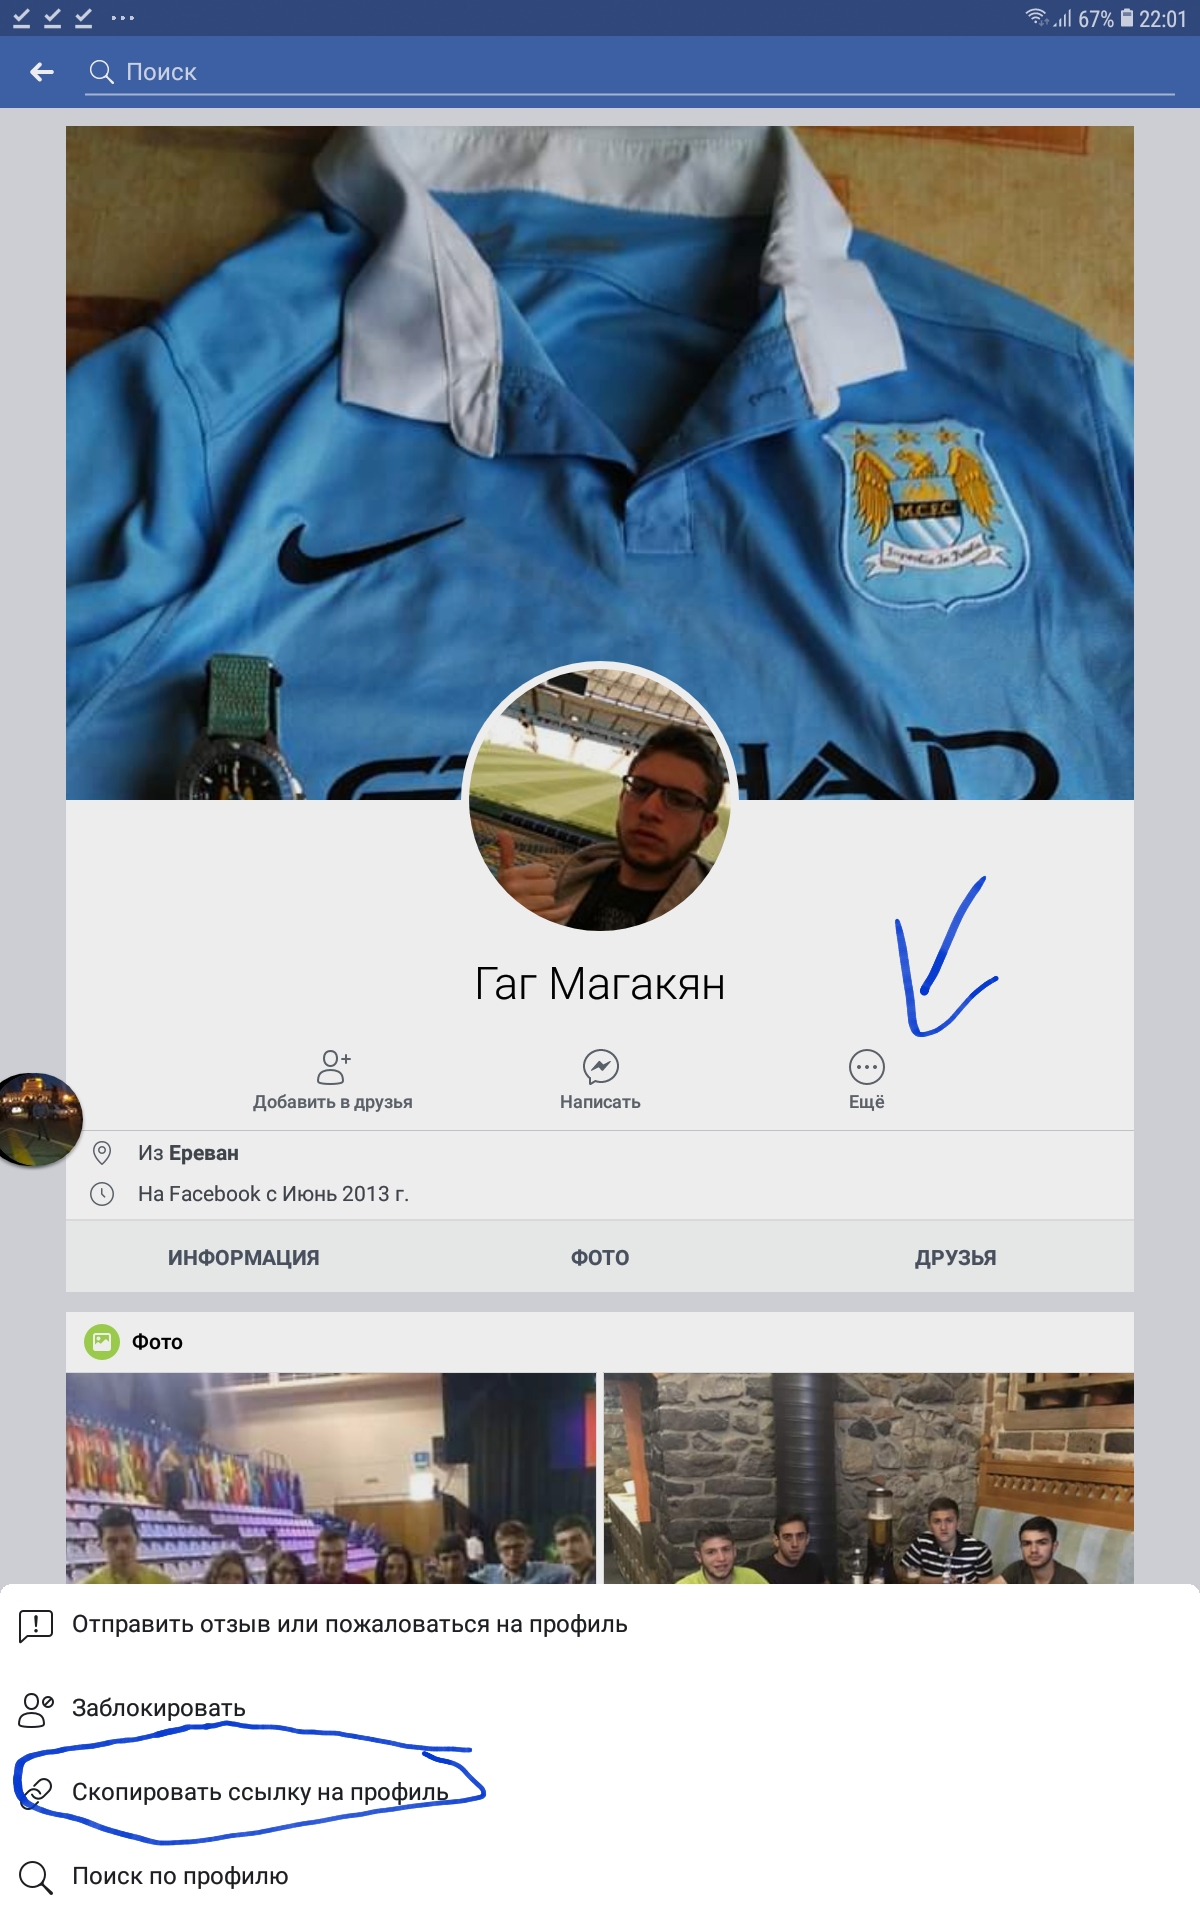 67% 22:01
Поиск
M.C.F.C.
Гаг Магакян
Добавить в друзья
Написать
Ещё
Из Ереван
На Facebook с Июнь 2013 г.
ИНФОРМАЦИЯ
ФОТО
ДРУЗЬЯ
Фото
Отправить отзыв или пожаловаться на профиль
Заблокировать
Скопировать ссылку на профиль
Поиск по профилю